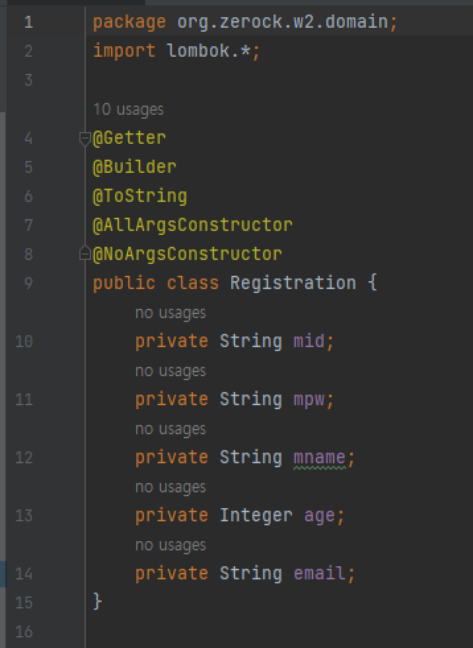 1 package org.zerock.w2.domain;
2 import lombok.*;
3
10 usages
4 @Getter
5 @Builder
6 @ToString
7 @AllArgsConstructor
8 @NoArgsConstructor
9 public class Registration {
no usages
10 private String mid;
no usages
11 private String mpw;
no usages
12 private String mname;
no usages
13 private Integer age;
no usages
14 private String email;
15 }
16